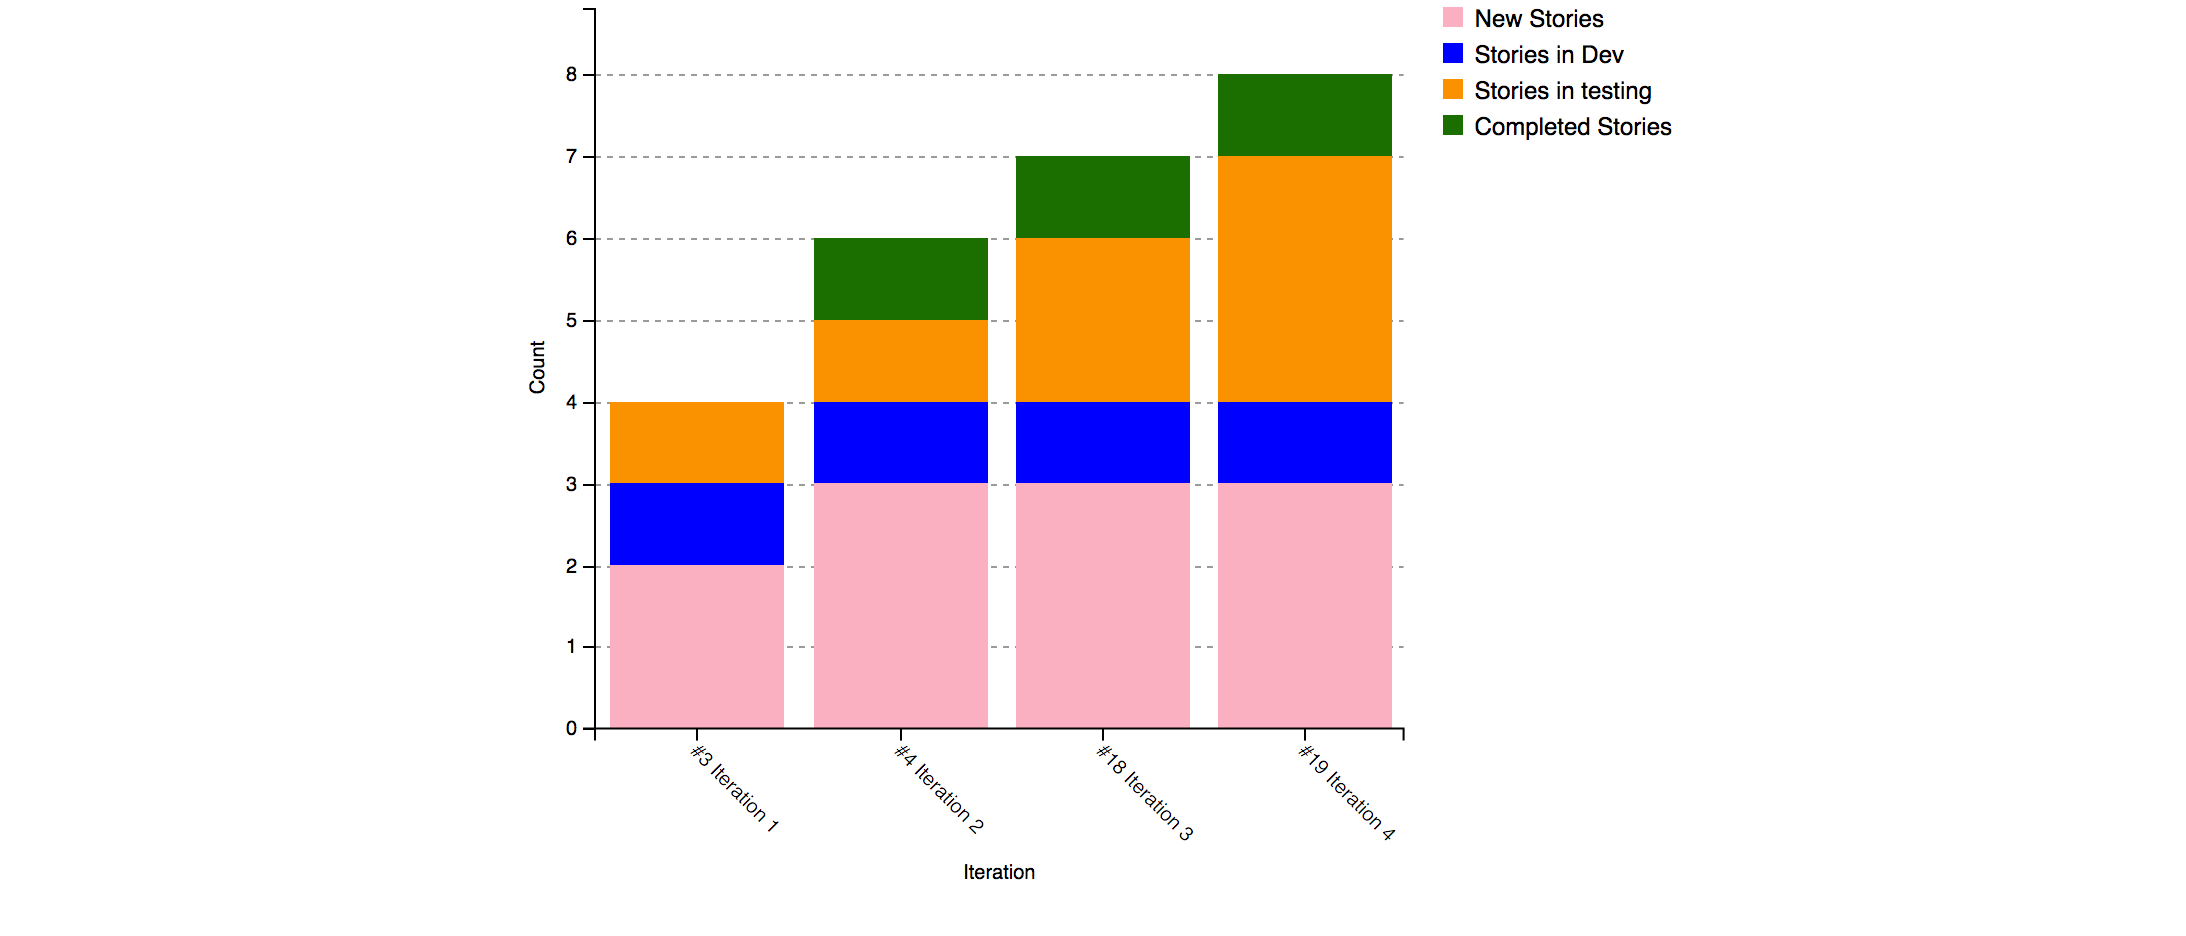 New Stories
Stories in Dev
Stories in testing
Completed Stories
8
7
6
5
4
3
2
1
0
Count
#3 Iteration 1
#4 Iteration 2
#18 Iteration 3
#19 Iteration 4
Iteration